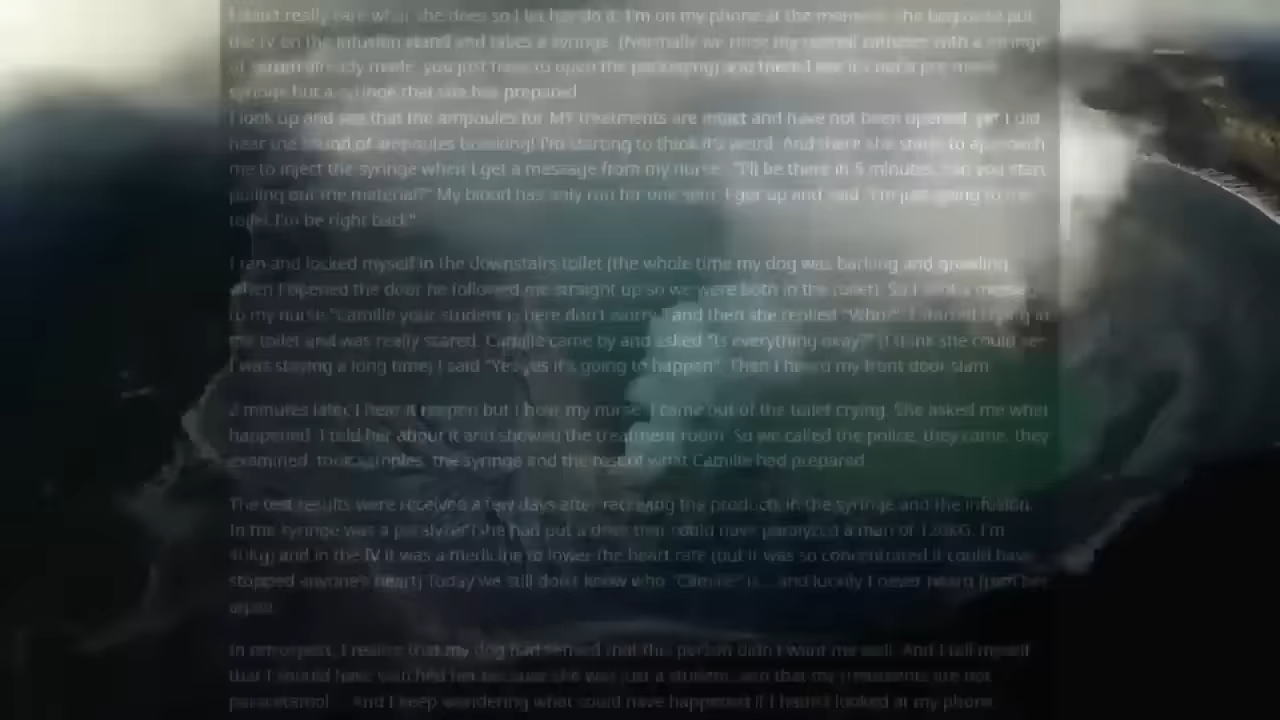 I don't really care what she does so I let her do it. I'm on my phone at the moment. She
the IV on the infusion stand and takes a syringe. (Normally we rinse my central catheter with a syringe
of serum already made, you just have to open the packaging) and there I see it's not a pre made
syringe but a syringe that she has prepared
I look up and see that the ampoules for MY treatments are intact and have not been opened, yet I did
hear the sound of ampoules breaking! I'm starting to think it's weird. And there she starts to approach
me to inject the syringe when I get a message from my nurse: "I'll be there in 5 minutes, can you start
pulling out the material?" My blood has only run for one sein. I got up and said "I'm just going to the
toilet I'm be right back"
I ran and locked myself in the downstairs toilet (the whole time my dog was barking and growling
when I opened the door he followed me straight up so we were both in the toilet). So I sent a message
to my nurse "Camille your student is here don't worry" and then she replied "Who?" I started crying in
the toilet and was really scared. Camille came by and asked "Is everything okay?" (I think she could see
I was staying a long time) I said "Yes yes it's going to happen". Then I heard my front door slam
2 minutes later I hear it reopen but I hear my nurse. I came out of the toilet crying. She asked me what
happened. I told her about it and showed the treatment room. So we called the police, they came, they
examined, took samples, the syringe and the rest of what Camille had prepared
The test results were received a few days after receiving the products in the syringe and the infusion.
In the syringe was a paralyzer (she had put a dose that could have paralyzed a man of 120KG. I'm
40kg) and in the IV it was a medicine to lower the heart rate (but it was so concentrated it could have
stopped anyone's heart) Today we still don't know who "Camille" is... and luckily I never heard from her
again.
In retrospect, I realize that my dog had sensed that this person didn't want me well. And I tell myself
that I should have watched her because she was just a student, and that my treatments are not
paracetamol... And I keep wondering what could have happened if I hadn't looked at my phone